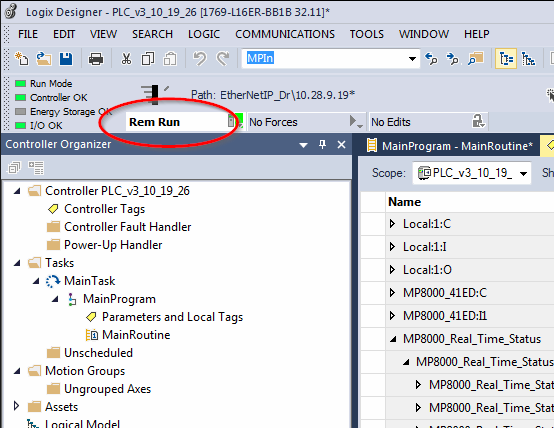 Logix Designer - PLC_v3_10_19_26 [1769-L16ER-BB1B 32.11]*
FILE EDIT VIEW SEARCH LOGIC COMMUNICATIONS TOOLS WINDOW HELP
MPIn
Run Mode
Controller OK
Energy Storage OK
I/O OK
Path: EtherNetIP_Dr\10.28.9.19*
Rem Run No Forces No Edits
Controller Organizer
Controller PLC_v3_10_19_26
Controller Tags
Controller Fault Handler
Power-Up Handler
Tasks
MainTask
MainProgram
Parameters and Local Tags
MainRoutine
Unscheduled
Motion Groups
Ungrouped Axes
Assets
Logical Model
MainProgram - MainRoutine*
Scope: PLC_v3_10_19_ Sh
Name
Local:1:C
Local:1:I
Local:1:O
MP8000_41ED:C
MP8000_41ED:I1
MP8000_Real_Time_Status
MP8000_Real_Time_Status
MP8000_Real_Time_Stat
MP8000_Real_Time_Stat
MP8000_Real_Time_Stat